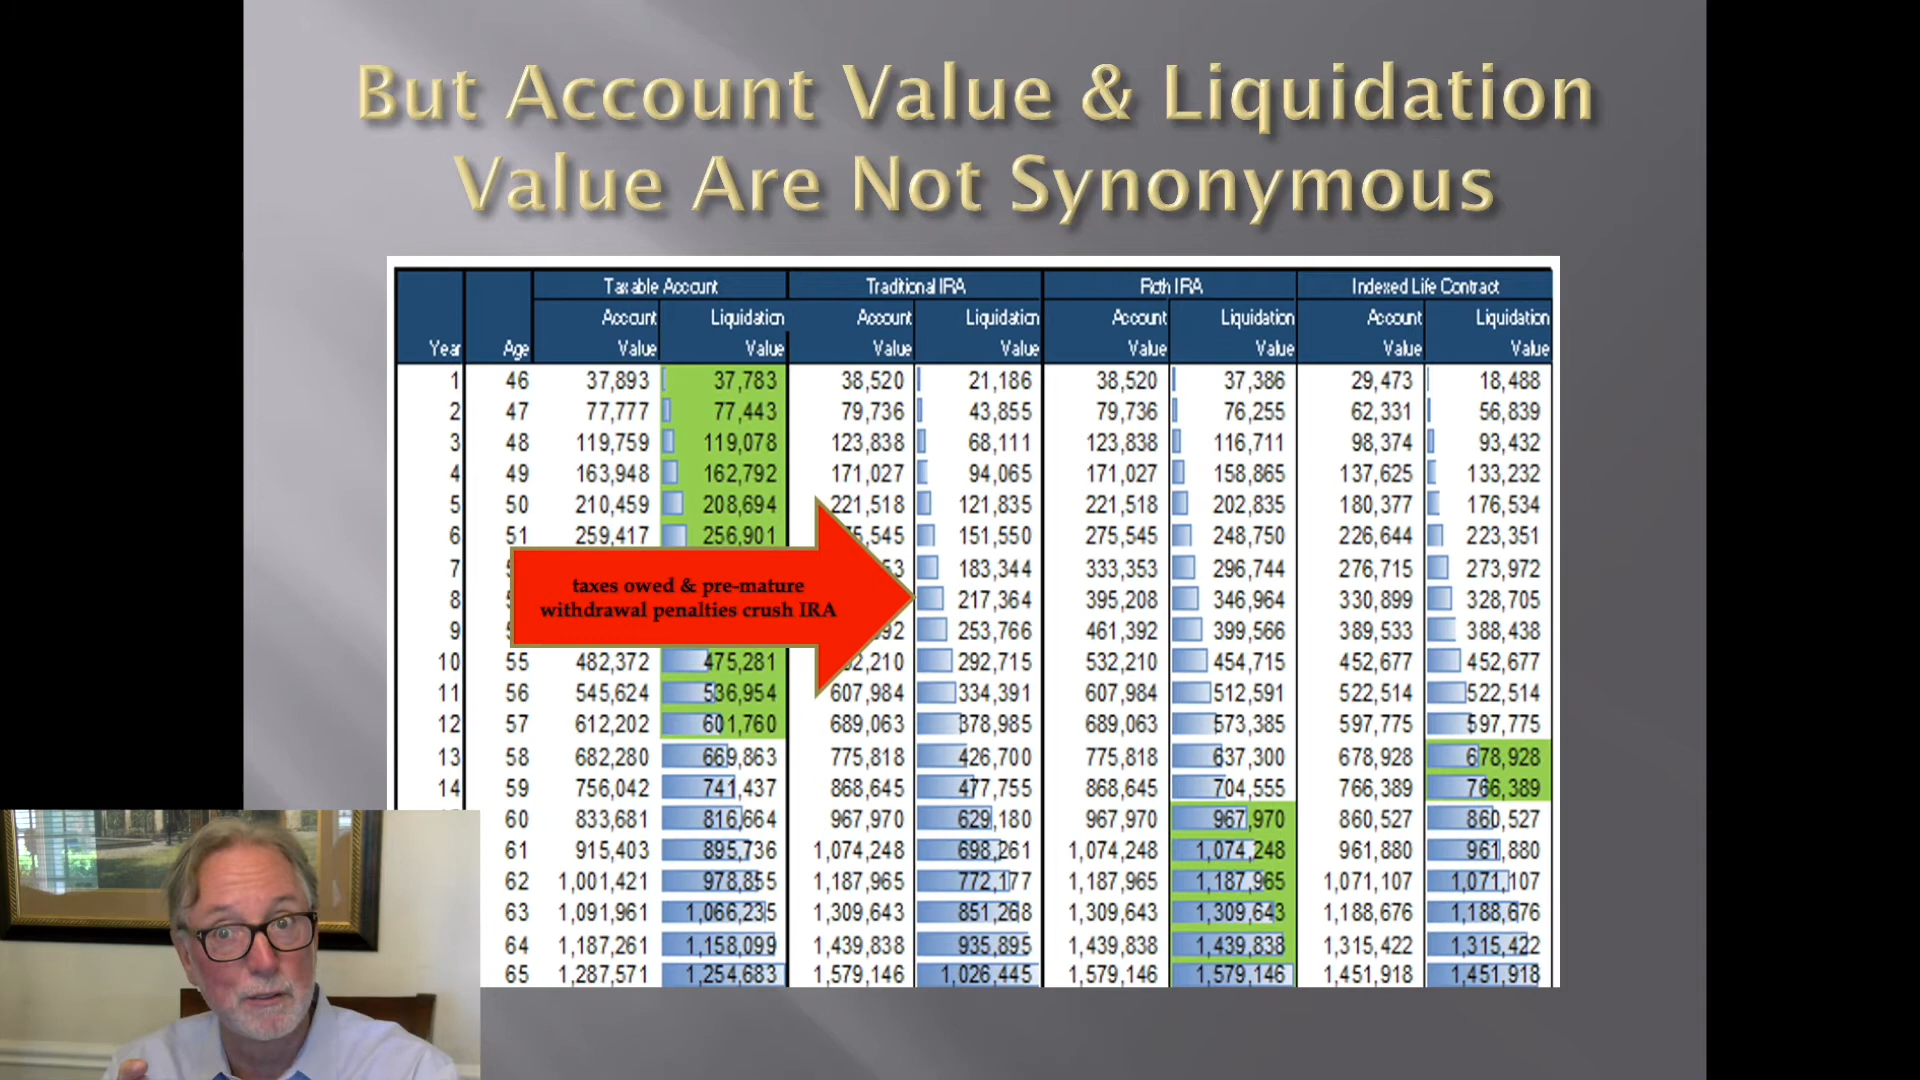 But Account Value & Liquidation
Value Are Not Synonymous
Taxable Account Traditional IRA Roth IRA Indexed Life Contract
Account Liquidation Account Liquidation Account Liquidation Account Liquidation
Year Age Value Value Value Value Value Value Value Value
1 46 37,893 37,783 38,520 21,186 38,520 37,386 29,473 18,488
2 47 77,777 77,443 79,736 43,855 79,736 76,255 62,331 56,839
3 48 119,759 119,078 123,838 68,111 123,838 116,711 98,374 93,432
4 49 163,948 162,792 171,027 94,065 171,027 158,865 137,625 133,232
5 50 210,459 208,694 221,518 121,835 221,518 202,835 180,377 176,534
6 51 259,417 256,901 151,550 275,545 248,750 226,644 223,351
7 183,344 333,353 296,744 276,715 273,972
8 217,364 395,208 346,964 330,899 328,705
9 253,766 461,392 399,566 389,533 388,438
taxes owed & pre-mature
withdrawal penalties crush IRA
10 55 482,372 475,281 292,715 532,210 454,715 452,677 452,677
11 56 545,624 536,954 607,984 334,391 607,984 512,591 522,514 522,514
12 57 612,202 601,760 689,063 378,985 689,063 573,385 597,775 597,775
13 58 682,280 669,863 775,818 426,700 775,818 637,300 678,928 678,928
14 59 756,042 741,437 868,645 477,755 868,645 704,555 766,389 766,389
60 833,681 816,664 967,970 629,180 967,970 967,970 860,527 860,527
61 915,403 895,736 1,074,248 698,261 1,074,248 1,074,248 961,880 961,880
62 1,001,421 978,855 1,187,965 772,177 1,187,965 1,187,965 1,071,107 1,071,107
63 1,091,961 1,066,235 1,309,643 851,268 1,309,643 1,309,643 1,188,676 1,188,676
64 1,187,261 1,158,099 1,439,838 935,895 1,439,838 1,439,838 1,315,422 1,315,422
65 1,287,571 1,254,683 1,579,146 1,026,445 1,579,146 1,579,146 1,451,918 1,451,918